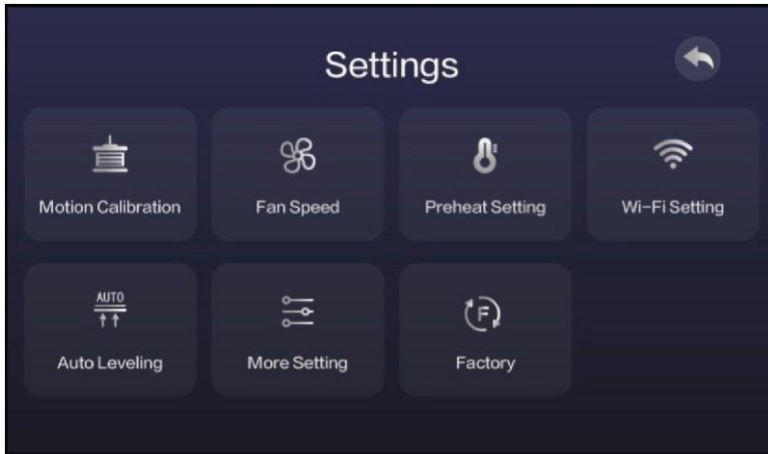 Settings
Motion Calibration
Fan Speed
Preheat Setting
Wi-Fi Setting
AUTO
Auto Leveling
More Setting
F
Factory